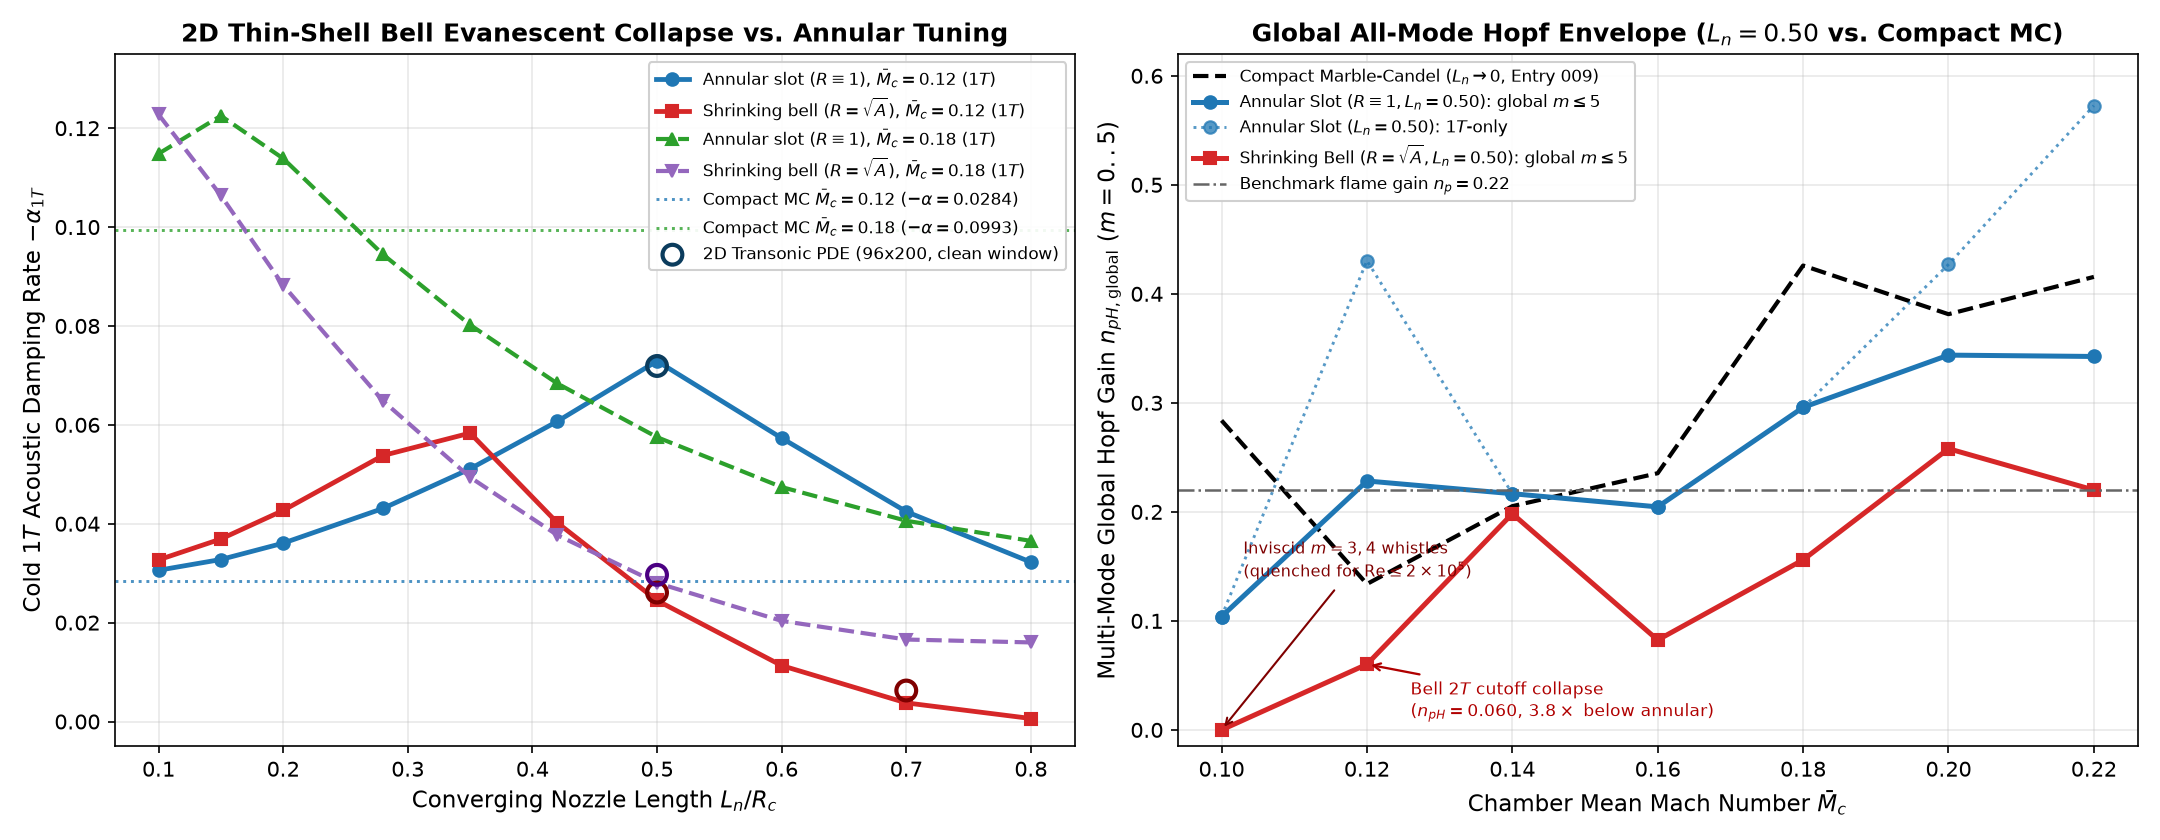 2D Thin-Shell Bell Evanescent Collapse vs. Annular Tuning
Cold 1T Acoustic Damping Rate −α₁T
0.12
0.10
0.08
0.06
0.04
0.02
0.00
Annular slot (R ≡ 1), M̄c = 0.12 (1T)
Shrinking bell (R = √A), M̄c = 0.12 (1T)
Annular slot (R ≡ 1), M̄c = 0.18 (1T)
Shrinking bell (R = √A), M̄c = 0.18 (1T)
Compact MC M̄c = 0.12 (−α = 0.0284)
Compact MC M̄c = 0.18 (−α = 0.0993)
2D Transonic PDE (96x200, clean window)
0.1 0.2 0.3 0.4 0.5 0.6 0.7 0.8
Converging Nozzle Length Ln/Rc
Global All-Mode Hopf Envelope (Ln = 0.50 vs. Compact MC)
Multi-Mode Global Hopf Gain npH, global (m = 0. . 5)
0.6
0.5
0.4
0.3
0.2
0.1
0.0
Compact Marble-Candel (Ln → 0, Entry 009)
Annular Slot (R ≡ 1, Ln = 0.50): global m ≤ 5
Annular Slot (Ln = 0.50): 1T-only
Shrinking Bell (R = √A, Ln = 0.50): global m ≤ 5
Benchmark flame gain np = 0.22
Inviscid m = 3, 4 whistles
(quenched for Re ≤ 2 × 10⁵)
Bell 2T cutoff collapse
(npH = 0.060, 3.8 × below annular)
0.10 0.12 0.14 0.16 0.18 0.20 0.22
Chamber Mean Mach Number M̄c